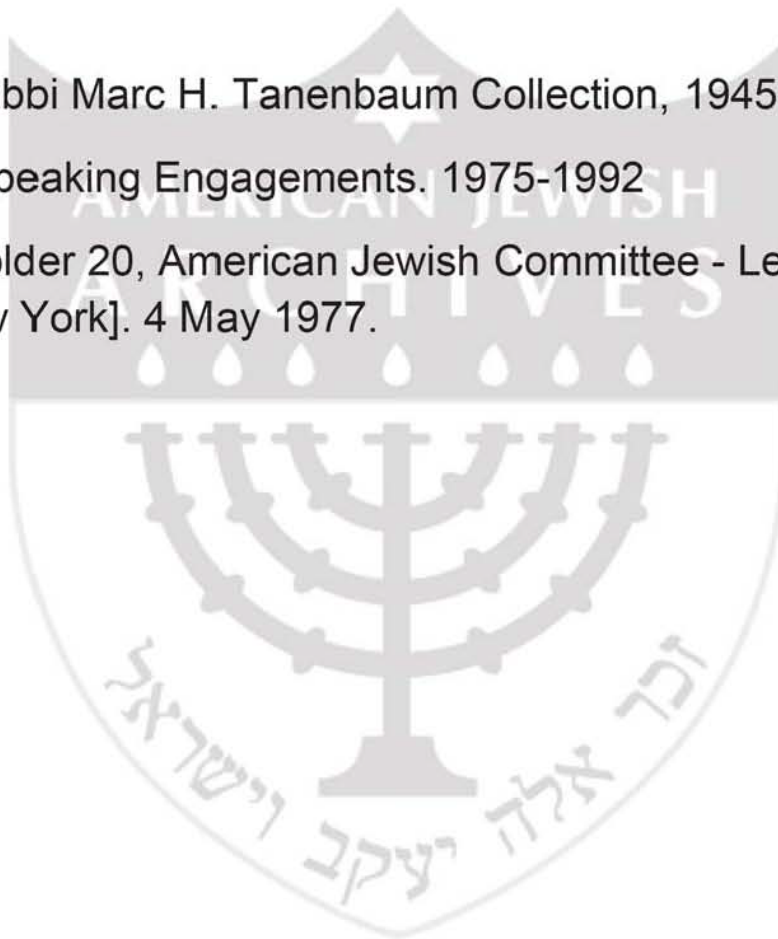 bbi Marc H. Tanenbaum Collection, 1945
peaking Engagements. 1975-1992
AMERICAN JEWISH
older 20, American Jewish Committee - Le
ARCHIVES
v York]. 4 May 1977.
זכר אלה יעקב וישראל